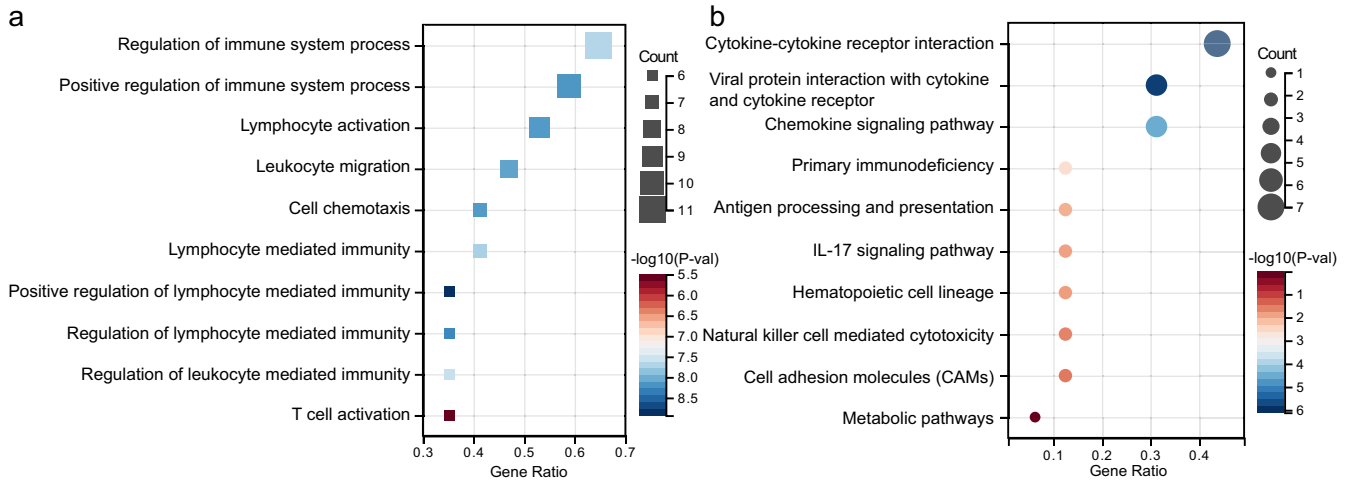 a
Regulation of immune system process
Positive regulation of immune system process
Lymphocyte activation
Leukocyte migration
Cell chemotaxis
Lymphocyte mediated immunity
Positive regulation of lymphocyte mediated immunity
Regulation of lymphocyte mediated immunity
Regulation of leukocyte mediated immunity
T cell activation
0.3 0.4 0.5 0.6 0.7
Gene Ratio
Count
6
7
8
9
10
11
-log10(P-val)
5.5
6.0
6.5
7.0
7.5
8.0
8.5
b
Cytokine-cytokine receptor interaction
Viral protein interaction with cytokine
and cytokine receptor
Chemokine signaling pathway
Primary immunodeficiency
Antigen processing and presentation
IL-17 signaling pathway
Hematopoietic cell lineage
Natural killer cell mediated cytotoxicity
Cell adhesion molecules (CAMs)
Metabolic pathways
0.1 0.2 0.3 0.4
Gene Ratio
Count
1
2
3
4
5
6
7
-log10(P-val)
1
2
3
4
5
6